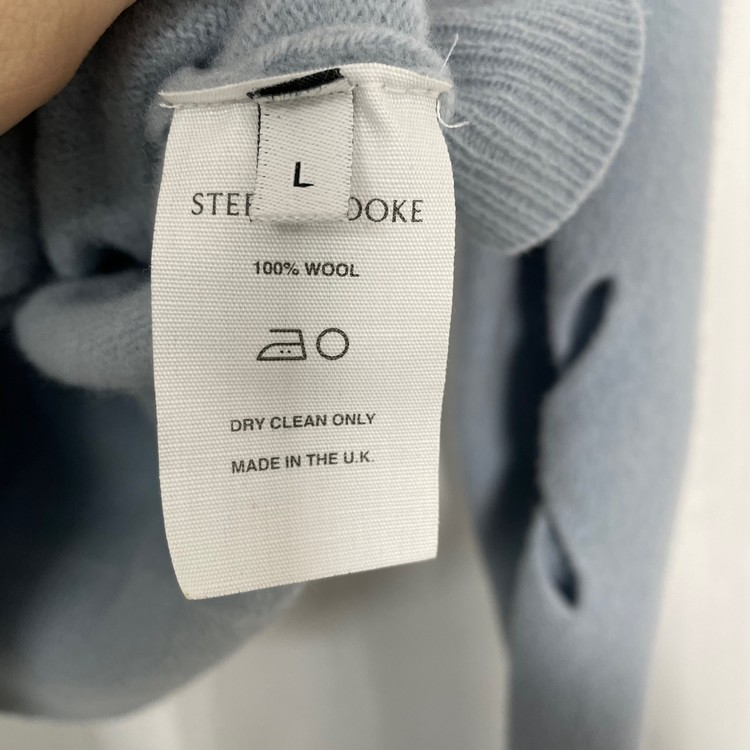 L
100% WOOL
DRY CLEAN ONLY
MADE IN THE U.K.